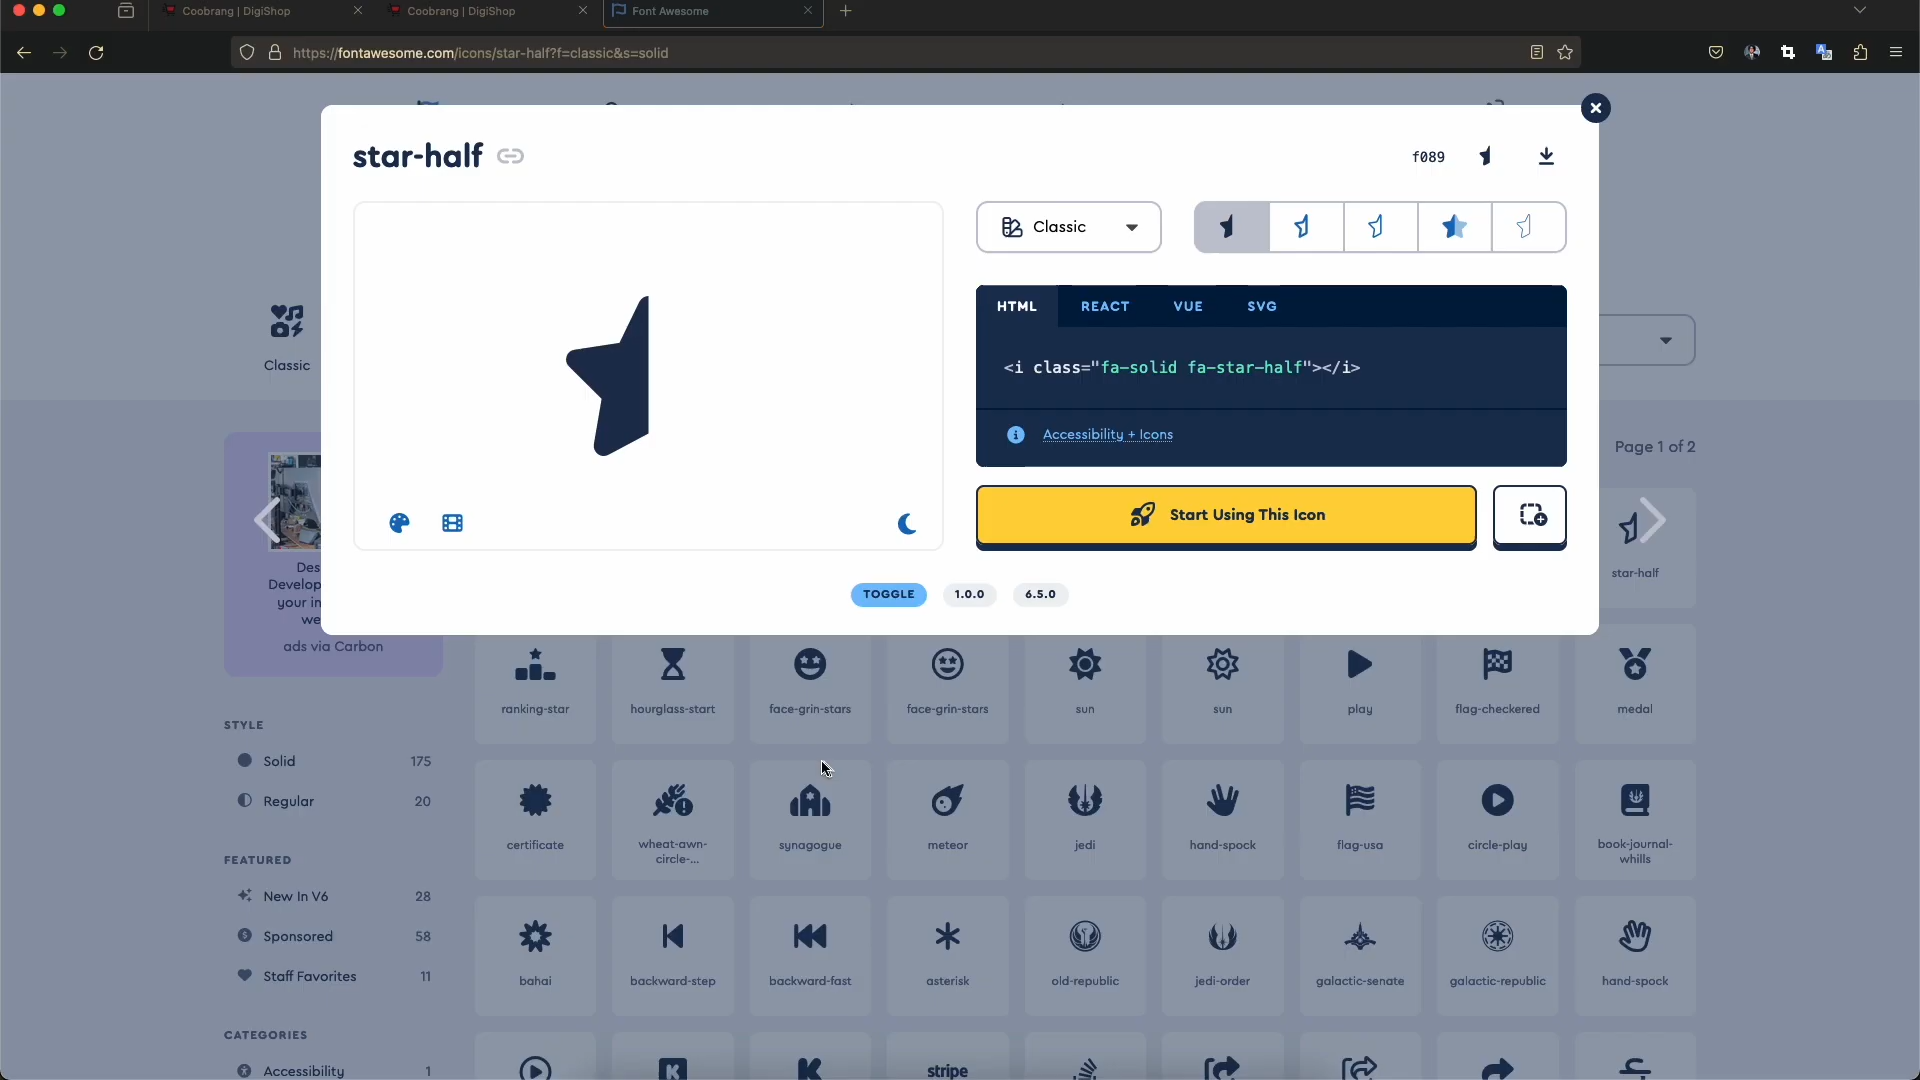 Coobrang | DigiShop
Coobrang | DigiShop
Font Awesome
https://fontawesome.com/icons/star-half?f=classic&s=solid
star-half
f089
Classic
HTML
REACT
VUE
SVG
<i class="fa-solid fa-star-half"></i>
Accessibility + Icons
Start Using This Icon
TOGGLE
1.0.0
6.5.0
Classic
Page 1 of 2
Des
Develop
your in
we
ads via Carbon
star-half
ranking-star
hourglass-start
face-grin-stars
face-grin-stars
sun
sun
play
flag-checkered
medal
STYLE
Solid 175
Regular 20
certificate
wheat-awn-
circle-...
synagogue
meteor
jedi
hand-spock
flag-usa
circle-play
book-journal-
whills
FEATURED
New In V6 28
Sponsored 58
Staff Favorites 11
bahai
backward-step
backward-fast
asterisk
old-republic
jedi-order
galactic-senate
galactic-republic
hand-spock
CATEGORIES
Accessibility 1
stripe